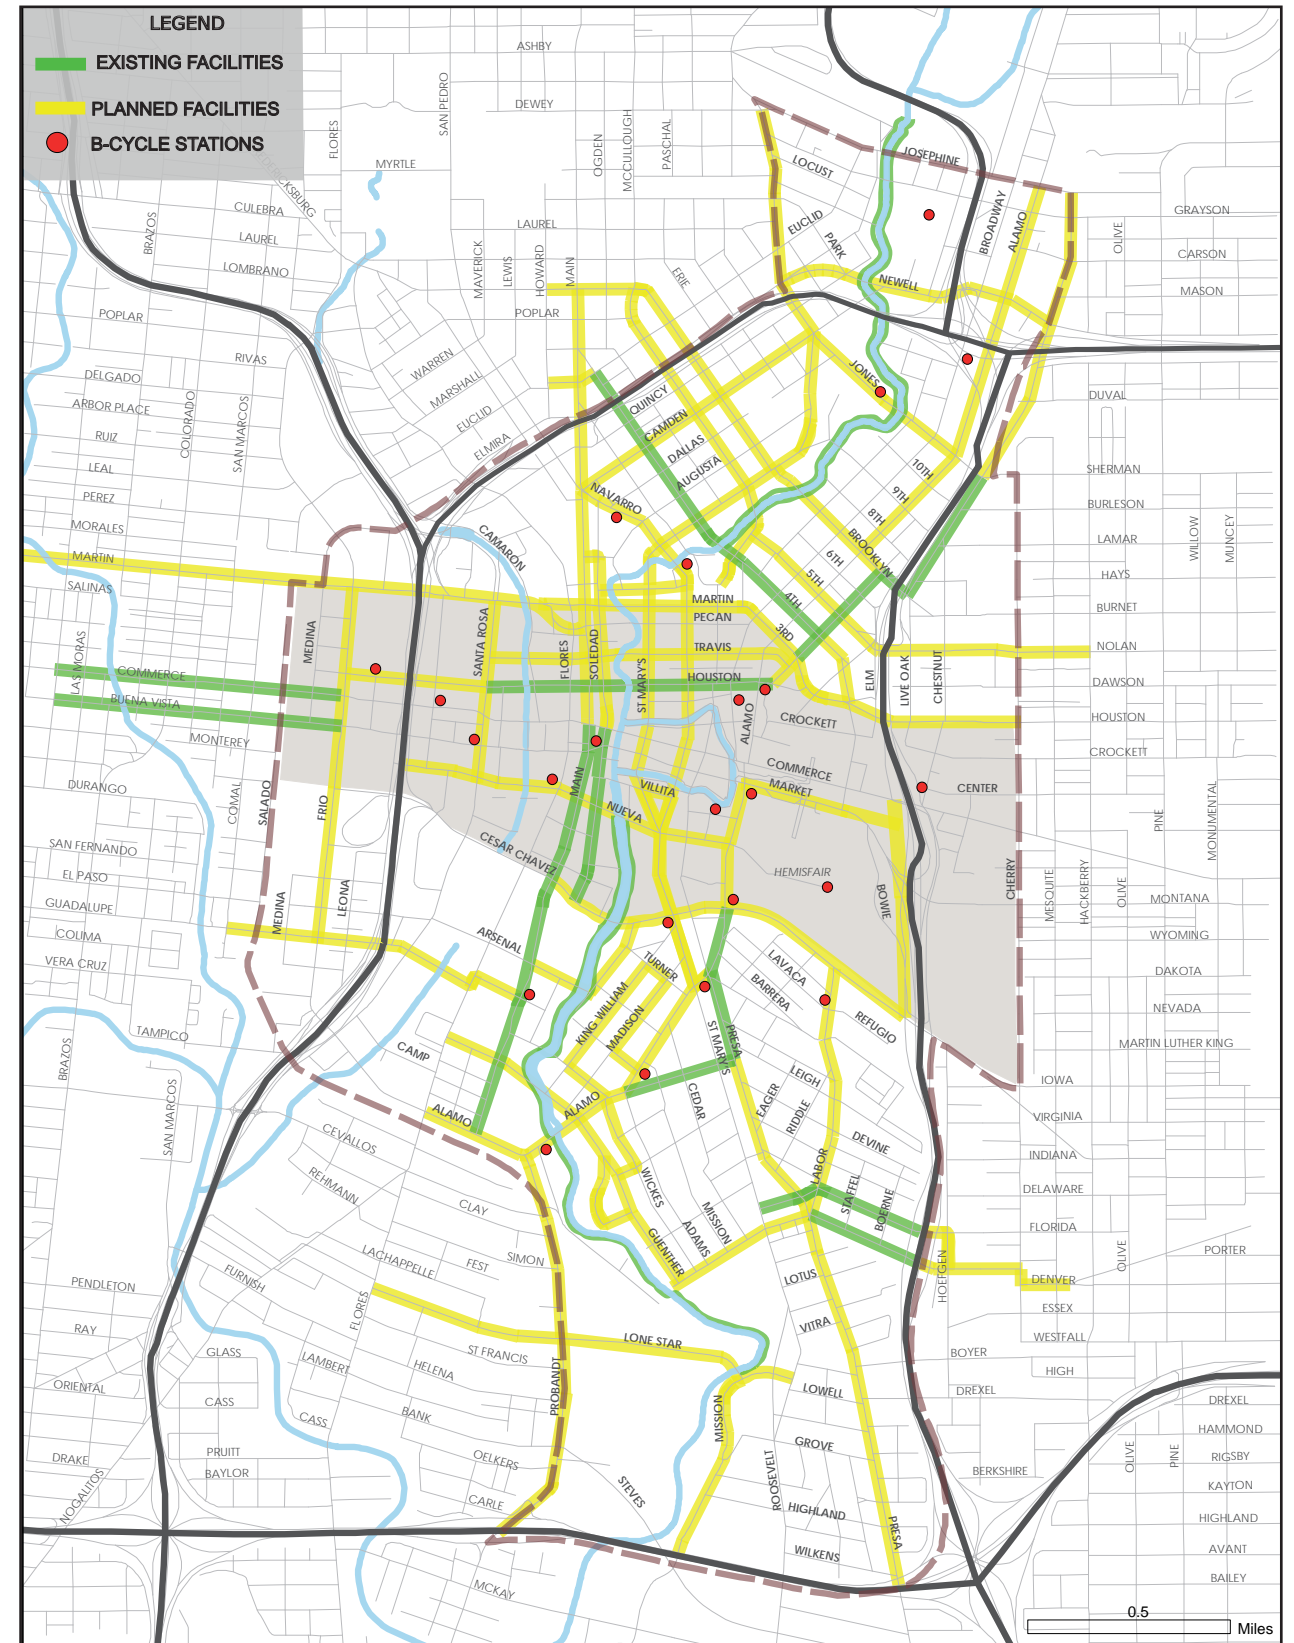 LEGEND
EXISTING FACILITIES
PLANNED FACILITIES
B-CYCLE STATIONS
ASHBY
SAN PEDRO
DEWEY
FLORES
OGDEN
MCCULLOUGH
PASCHAL
MYRTLE
LOCUST
JOSEPHINE
CULEBRA
BRAZOS
LAUREL
LAUREL
LOMBRANO
EUCLID
PARK
BROADWAY
ALAMO
GRAYSON
OLIVE
CARSON
MASON
MAVERICK
LEWIS
HOWARD
MAIN
ERIE
NEWELL
POPLAR
POPLAR
RIVAS
WARREN
MARSHALL
EUCLID
ELMIRA
DELGADO
ARBOR PLACE
COLORADO
SAN MARCOS
RUIZ
LEAL
PEREZ
MORALES
MARTIN
SALINAS
JONES
QUINCY
CAMDEN
DALLAS
AUGUSTA
NAVARRO
CAMARON
10TH
9TH
8TH
BROOKLYN
6TH
5TH
4TH
3RD
DUVAL
SHERMAN
BURLESON
LAMAR
WILLOW
MUNCEY
HAYS
BURNET
NOLAN
DAWSON
HOUSTON
CROCKETT
MARTIN
PECAN
TRAVIS
HOUSTON
MEDINA
SANTA ROSA
FLORES
SOLEDAD
ST MARY'S
ELM
LIVE OAK
CHESTNUT
LAS MORAS
COMMERCE
BUENA VISTA
MONTEREY
ALAMO
CROCKETT
COMMERCE
MARKET
CENTER
DURANGO
COMAL
SALADO
FRIO
MAIN
VILLITA
NUEVA
PINE
MONUMENTAL
SAN FERNANDO
EL PASO
GUADALUPE
COLIMA
VERA CRUZ
MEDINA
LEONA
CESAR CHAVEZ
HEMISFAIR
BOWIE
CHERRY
MESQUITE
HACKBERRY
OLIVE
MONTANA
WYOMING
DAKOTA
NEVADA
MARTIN LUTHER KING
IOWA
VIRGINIA
INDIANA
DELAWARE
FLORIDA
PORTER
ARSENAL
TURNER
LAVACA
BARRERA
REFUGIO
KING WILLIAM
MADISON
ST MARY'S
PRESA
TAMPICO
BRAZOS
SAN MARCOS
CAMP
ALAMO
ALAMO
CEDAR
EAGER
LEIGH
RIDDLE
DEVINE
LABOR
STAFFEL
BOERNE
CEVALLOS
REHMANN
CLAY
SIMON
FEST
LACHAPPELLE
FURNISH
FLORES
WICKES
MISSION
ADAMS
GUENTHER
LOTUS
VITRA
HOEFGEN
OLIVE
DENVER
ESSEX
WESTFALL
BOYER
HIGH
DREXEL
DREXEL
HAMMOND
RIGSBY
KAYTON
HIGHLAND
AVANT
BAILEY
OLIVE
PINE
BERKSHIRE
PENDLETON
RAY
GLASS
ORIENTAL
CASS
CASS
LAMBERT
HELENA
ST FRANCIS
LONE STAR
PROBANDT
MISSION
LOWELL
GROVE
ROOSEVELT
HIGHLAND
WILKENS
PRESA
BANK
OELKERS
CARLE
STEVES
MCKAY
PRUITT
BAYLOR
DRAKE
NOGALITOS
0.5
Miles